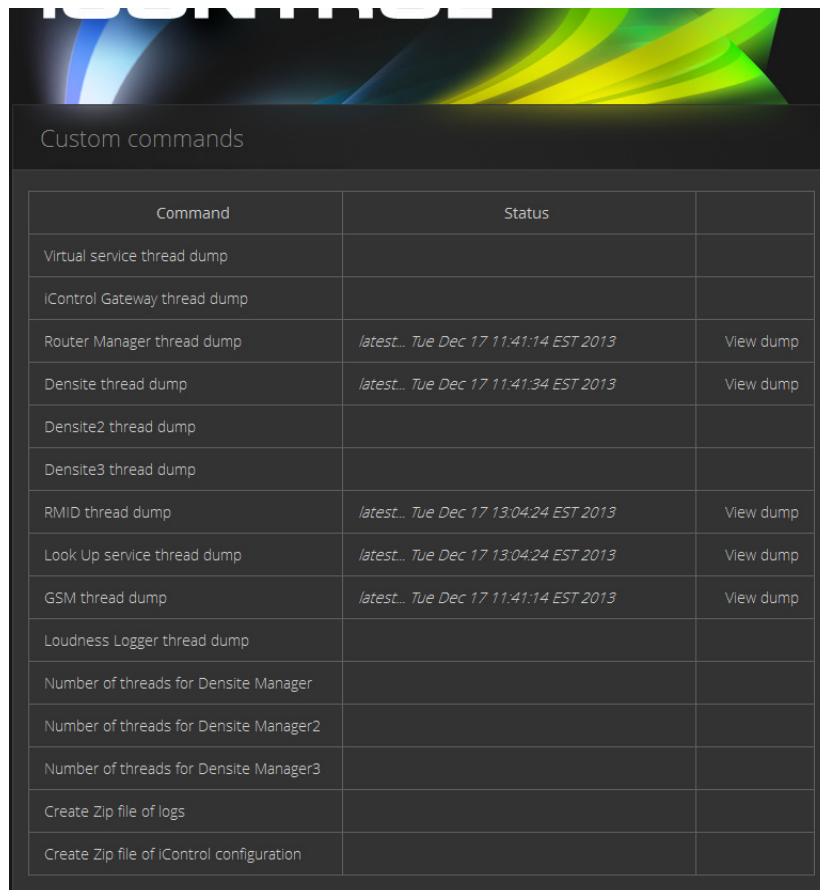 iCONTROL
Custom commands
Command Status
Virtual service thread dump
iControl Gateway thread dump
Router Manager thread dump latest... Tue Dec 17 11:41:14 EST 2013 View dump
Densite thread dump latest... Tue Dec 17 11:41:34 EST 2013 View dump
Densite2 thread dump
Densite3 thread dump
RMID thread dump latest... Tue Dec 17 13:04:24 EST 2013 View dump
Look Up service thread dump latest... Tue Dec 17 13:04:24 EST 2013 View dump
GSM thread dump latest... Tue Dec 17 11:41:14 EST 2013 View dump
Loudness Logger thread dump
Number of threads for Densite Manager
Number of threads for Densite Manager2
Number of threads for Densite Manager3
Create Zip file of logs
Create Zip file of iControl configuration